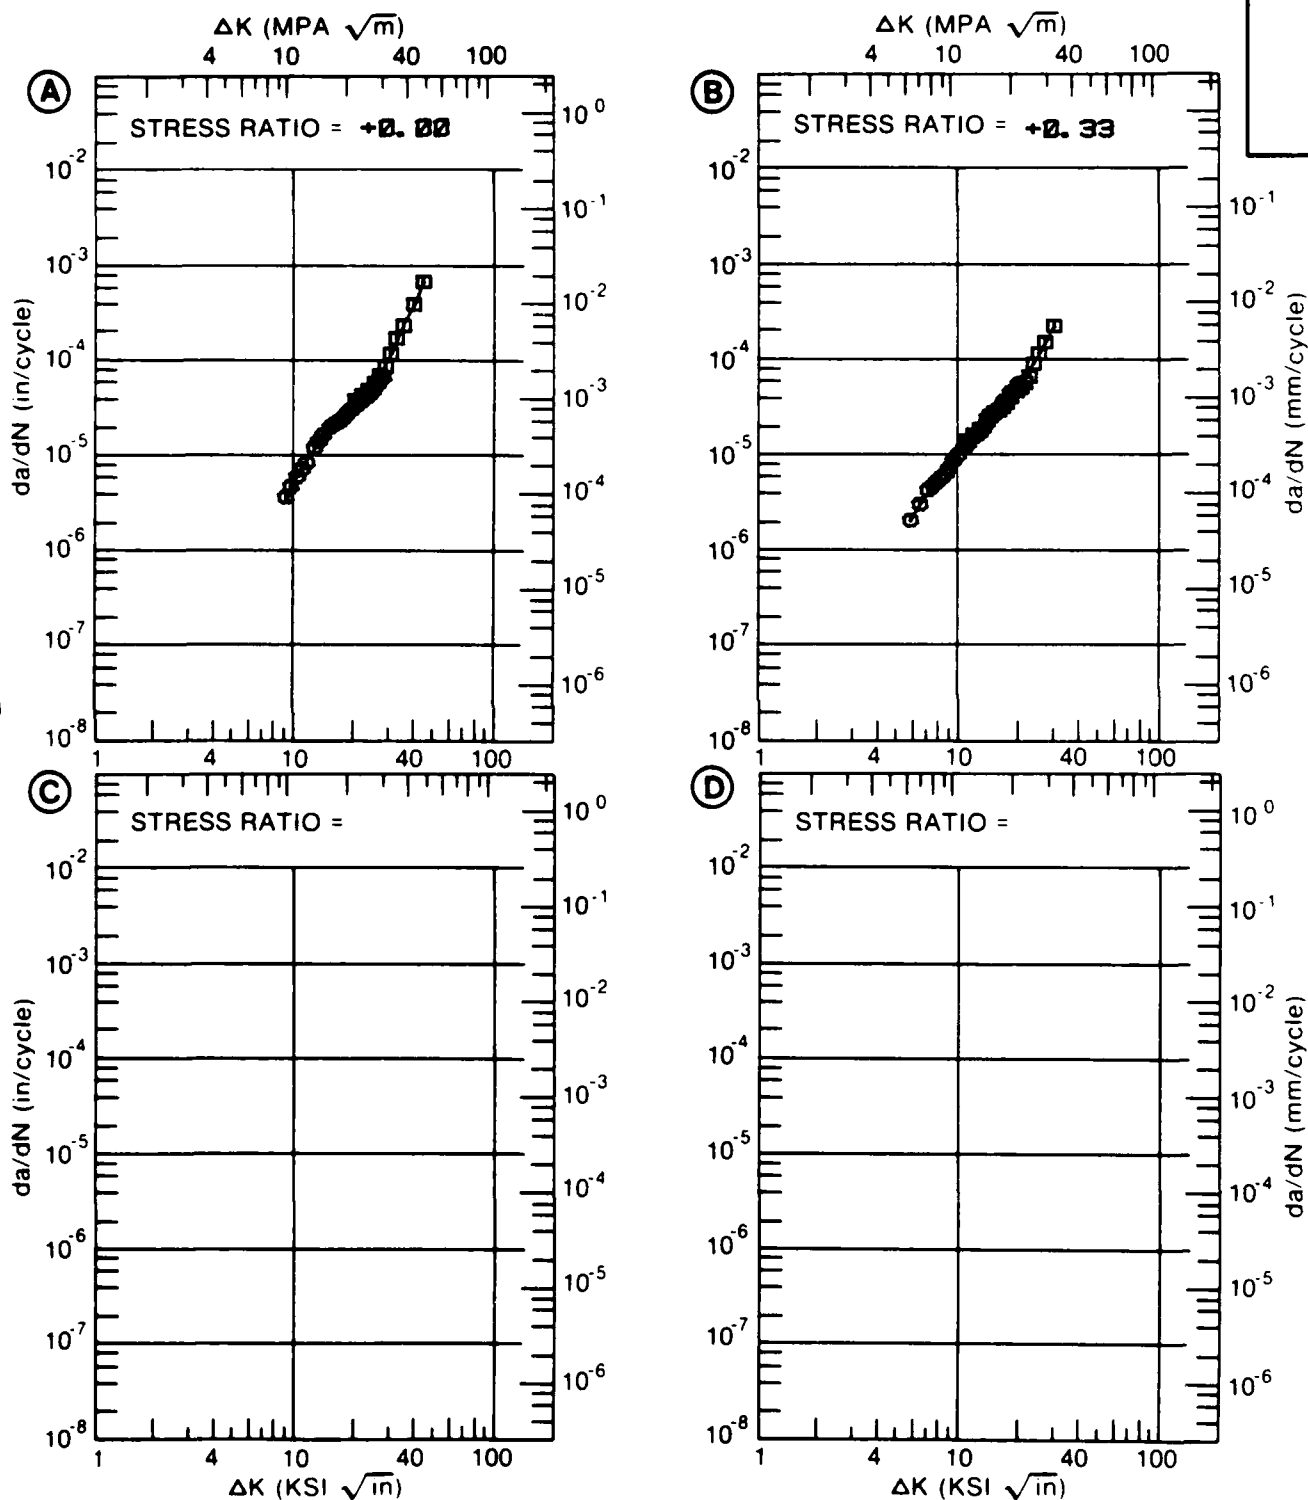 ΔK (MPA √m)
4 10 40 100
A
STRESS RATIO = +0.00
10⁰
10⁻¹
10⁻²
10⁻³
10⁻⁴
10⁻⁵
10⁻⁶
10⁻²
10⁻³
10⁻⁴
10⁻⁵
10⁻⁶
10⁻⁷
10⁻⁸
da/dN (in/cycle)
1 4 10 40 100
ΔK (MPA √m)
4 10 40 100
B
STRESS RATIO = +0.33
10⁻²
10⁻³
10⁻⁴
10⁻⁵
10⁻⁶
10⁻⁷
10⁻⁸
10⁻¹
10⁻²
10⁻³
10⁻⁴
10⁻⁵
10⁻⁶
da/dN (mm/cycle)
1 4 10 40 100
C
STRESS RATIO =
10⁻²
10⁻³
10⁻⁴
10⁻⁵
10⁻⁶
10⁻⁷
10⁻⁸
da/dN (in/cycle)
10⁰
10⁻¹
10⁻²
10⁻³
10⁻⁴
10⁻⁵
10⁻⁶
1 4 10 40 100
ΔK (KSI √in)
D
STRESS RATIO =
10⁻²
10⁻³
10⁻⁴
10⁻⁵
10⁻⁶
10⁻⁷
10⁻⁸
10⁰
10⁻¹
10⁻²
10⁻³
10⁻⁴
10⁻⁵
10⁻⁶
da/dN (mm/cycle)
1 4 10 40 100
ΔK (KSI √in)